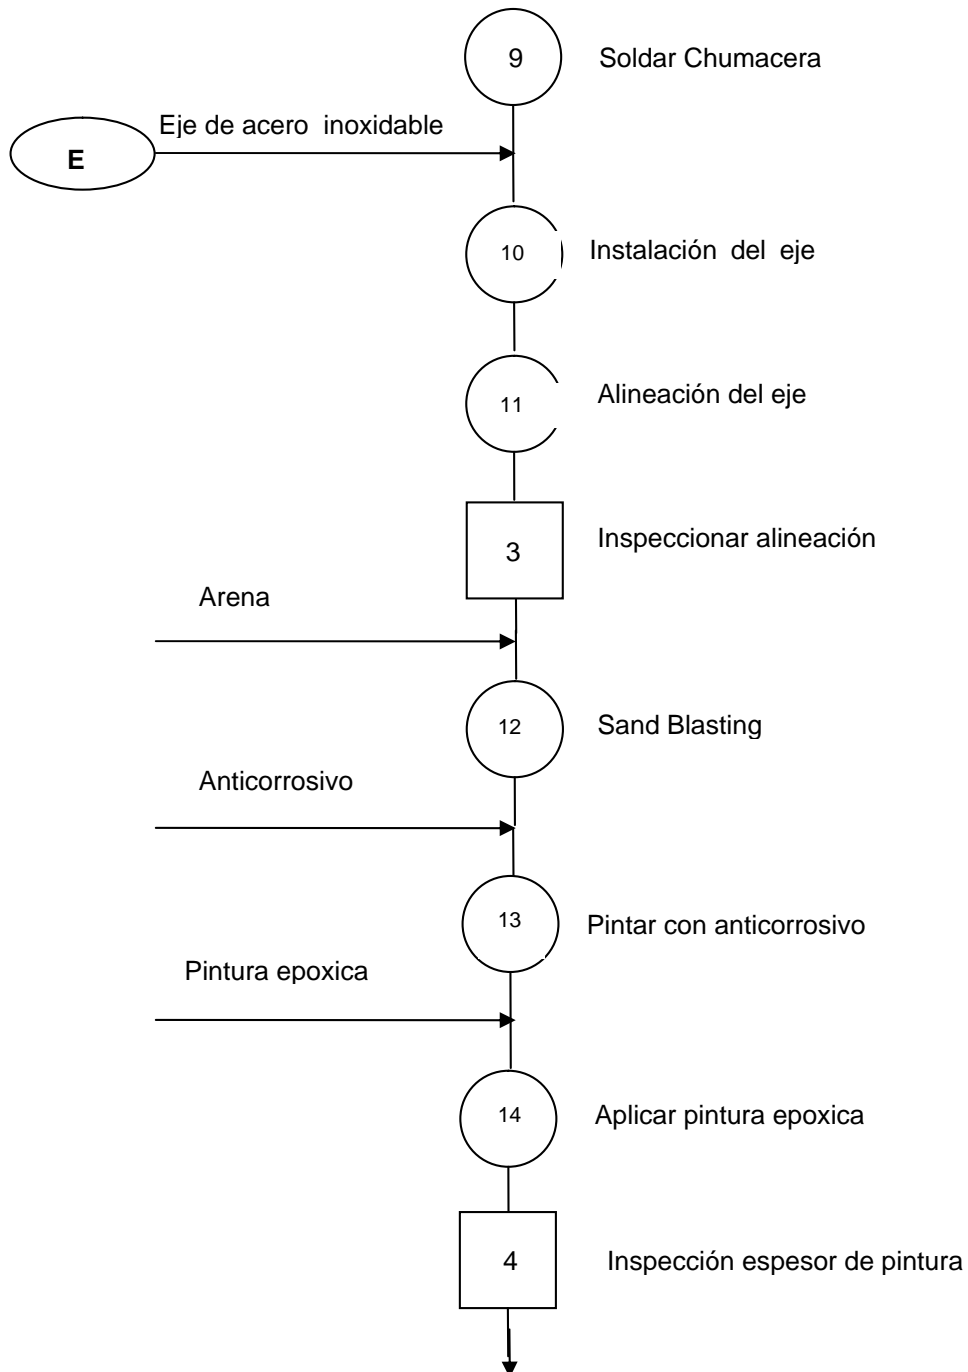 9 Soldar Chumacera
Eje de acero inoxidable
E
10 Instalación del eje
11 Alineación del eje
3 Inspeccionar alineación
Arena
12 Sand Blasting
Anticorrosivo
13 Pintar con anticorrosivo
Pintura epoxica
14 Aplicar pintura epoxica
4 Inspección espesor de pintura